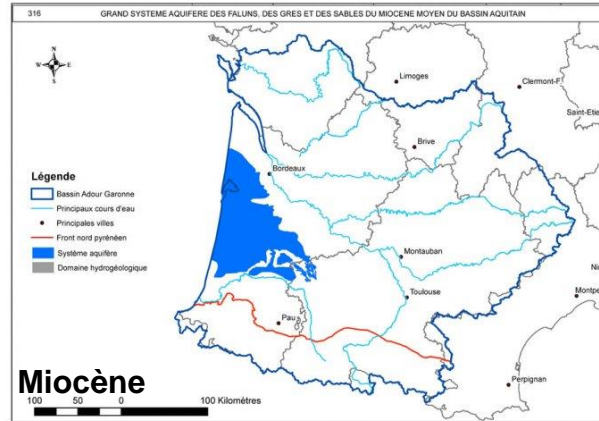 316 GRAND SYSTEME AQUIFERE DES FALUNS, DES GRES ET DES SABLES DU MIOCENE MOYEN DU BASSIN AQUITAIN
N
W E
S
Limoges
Clermont-F
Saint-Etie
Brive
Bordeaux
Légende
Bassin Adour Garonne
Principaux cours d'eau
Principales villes
Front nord pyrénéen
Système aquifère
Domaine hydrogéologique
Montauban
Toulouse
Ni
Montpe
Pau
Perpignan
Miocène
100 50 0 100 Kilomètres